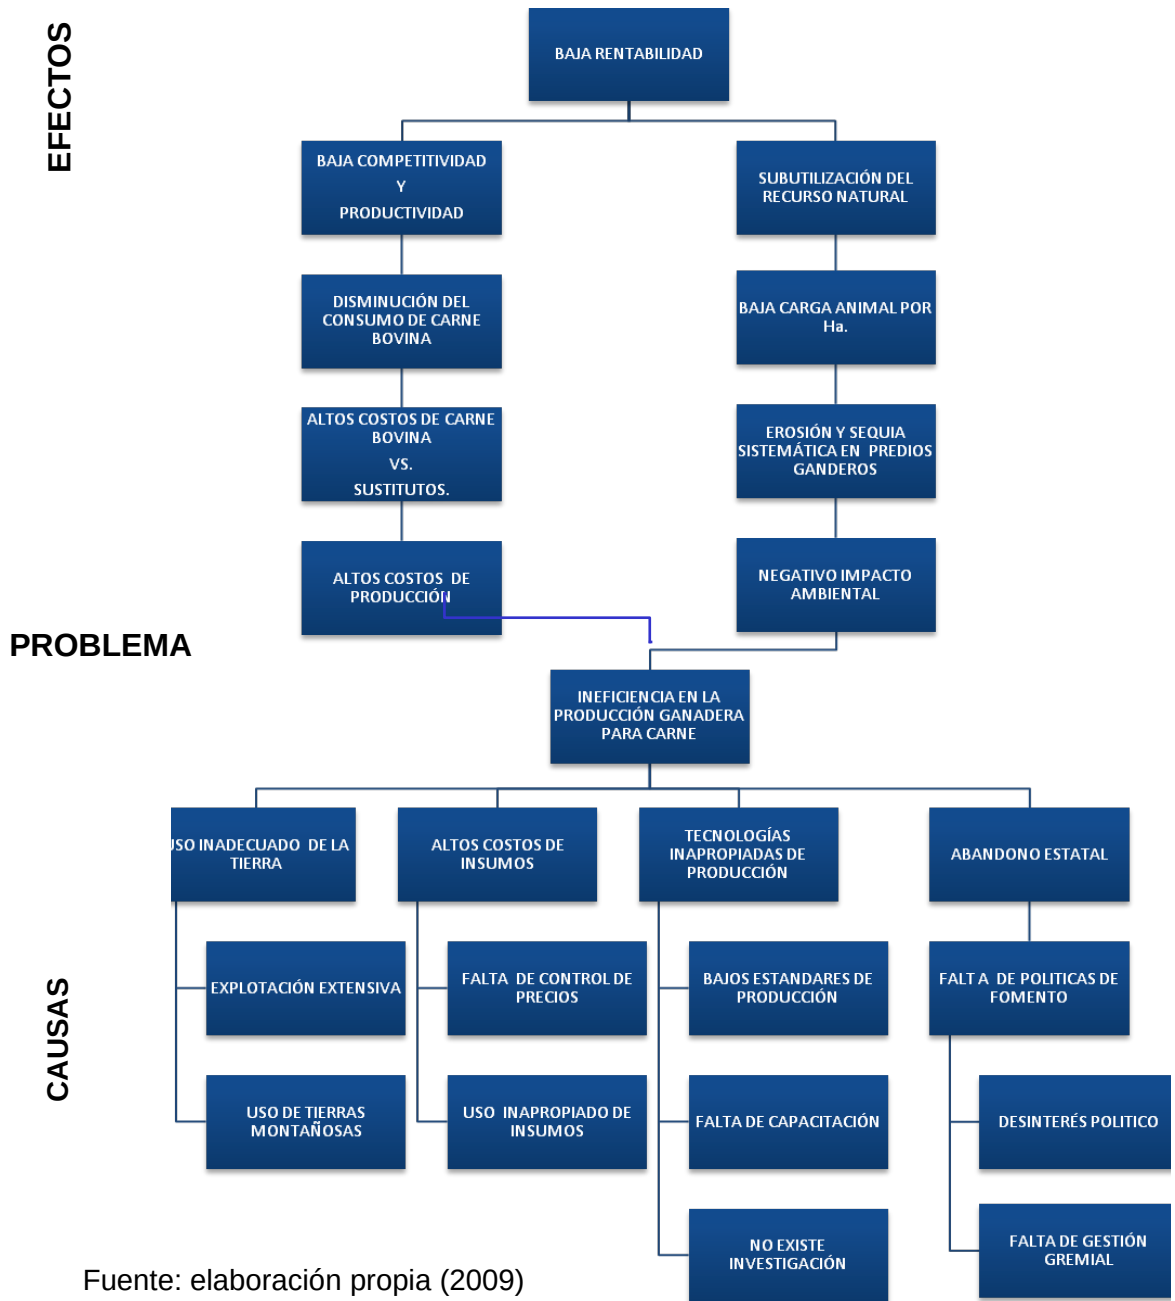 EFECTOS
BAJA RENTABILIDAD
BAJA COMPETITIVIDAD
Y
PRODUCTIVIDAD
SUBUTILIZACIÓN DEL
RECURSO NATURAL
DISMINUCIÓN DEL
CONSUMO DE CARNE
BOVINA
BAJA CARGA ANIMAL POR
Ha.
ALTOS COSTOS DE CARNE
BOVINA
VS.
SUSTITUTOS.
EROSIÓN Y SEQUIA
SISTEMÁTICA EN PREDIOS
GANDEROS
ALTOS COSTOS DE
PRODUCCIÓN
NEGATIVO IMPACTO
AMBIENTAL
PROBLEMA
INEFICIENCIA EN LA
PRODUCCIÓN GANADERA
PARA CARNE
USO INADECUADO DE LA
TIERRA
ALTOS COSTOS DE
INSUMOS
TECNOLOGÍAS
INAPROPIADAS DE
PRODUCCIÓN
ABANDONO ESTATAL
CAUSAS
EXPLOTACIÓN EXTENSIVA
FALTA DE CONTROL DE
PRECIOS
BAJOS ESTANDARES DE
PRODUCCIÓN
FALT A DE POLITICAS DE
FOMENTO
USO DE TIERRAS
MONTAÑOSAS
USO INAPROPIADO DE
INSUMOS
FALTA DE CAPACITACIÓN
DESINTERÉS POLITICO
NO EXISTE
INVESTIGACIÓN
FALTA DE GESTIÓN
GREMIAL
Fuente: elaboración propia (2009)